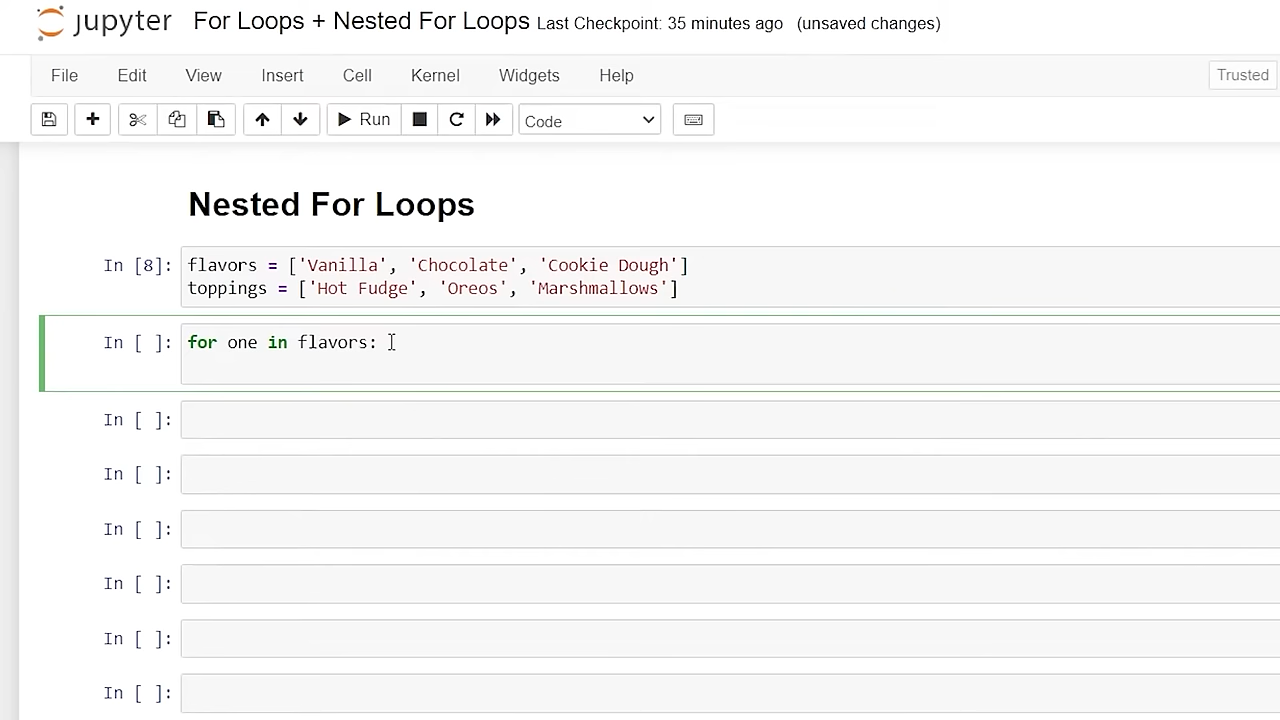 jupyter For Loops + Nested For Loops Last Checkpoint: 35 minutes ago (unsaved changes)
File Edit View Insert Cell Kernel Widgets Help Trusted
Run Code
Nested For Loops
In [8]: flavors = ['Vanilla', 'Chocolate', 'Cookie Dough']
toppings = ['Hot Fudge', 'Oreos', 'Marshmallows']
In [ ]: for one in flavors:
In [ ]:
In [ ]:
In [ ]:
In [ ]:
In [ ]:
In [ ]: